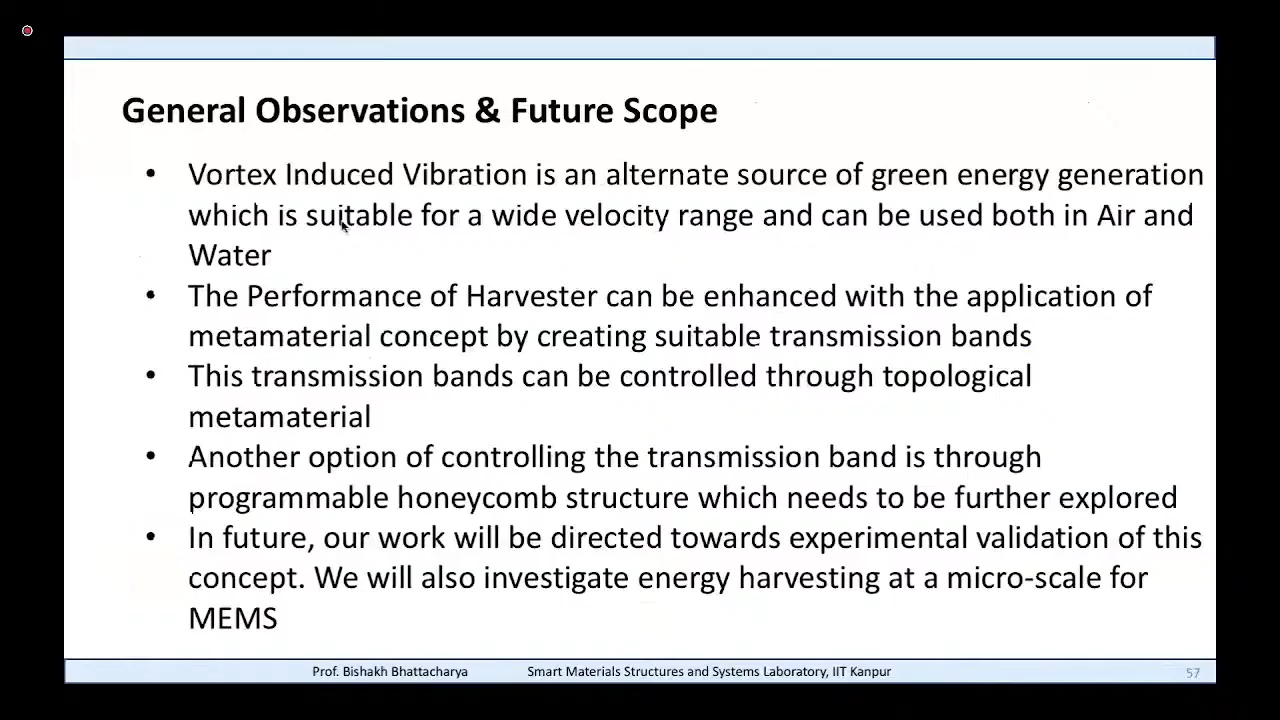 General Observations & Future Scope
• Vortex Induced Vibration is an alternate source of green energy generation
which is suitable for a wide velocity range and can be used both in Air and
Water
• The Performance of Harvester can be enhanced with the application of
metamaterial concept by creating suitable transmission bands
• This transmission bands can be controlled through topological
metamaterial
• Another option of controlling the transmission band is through
programmable honeycomb structure which needs to be further explored
• In future, our work will be directed towards experimental validation of this
concept. We will also investigate energy harvesting at a micro-scale for
MEMS
Prof. Bishakh Bhattacharya Smart Materials Structures and Systems Laboratory, IIT Kanpur 57